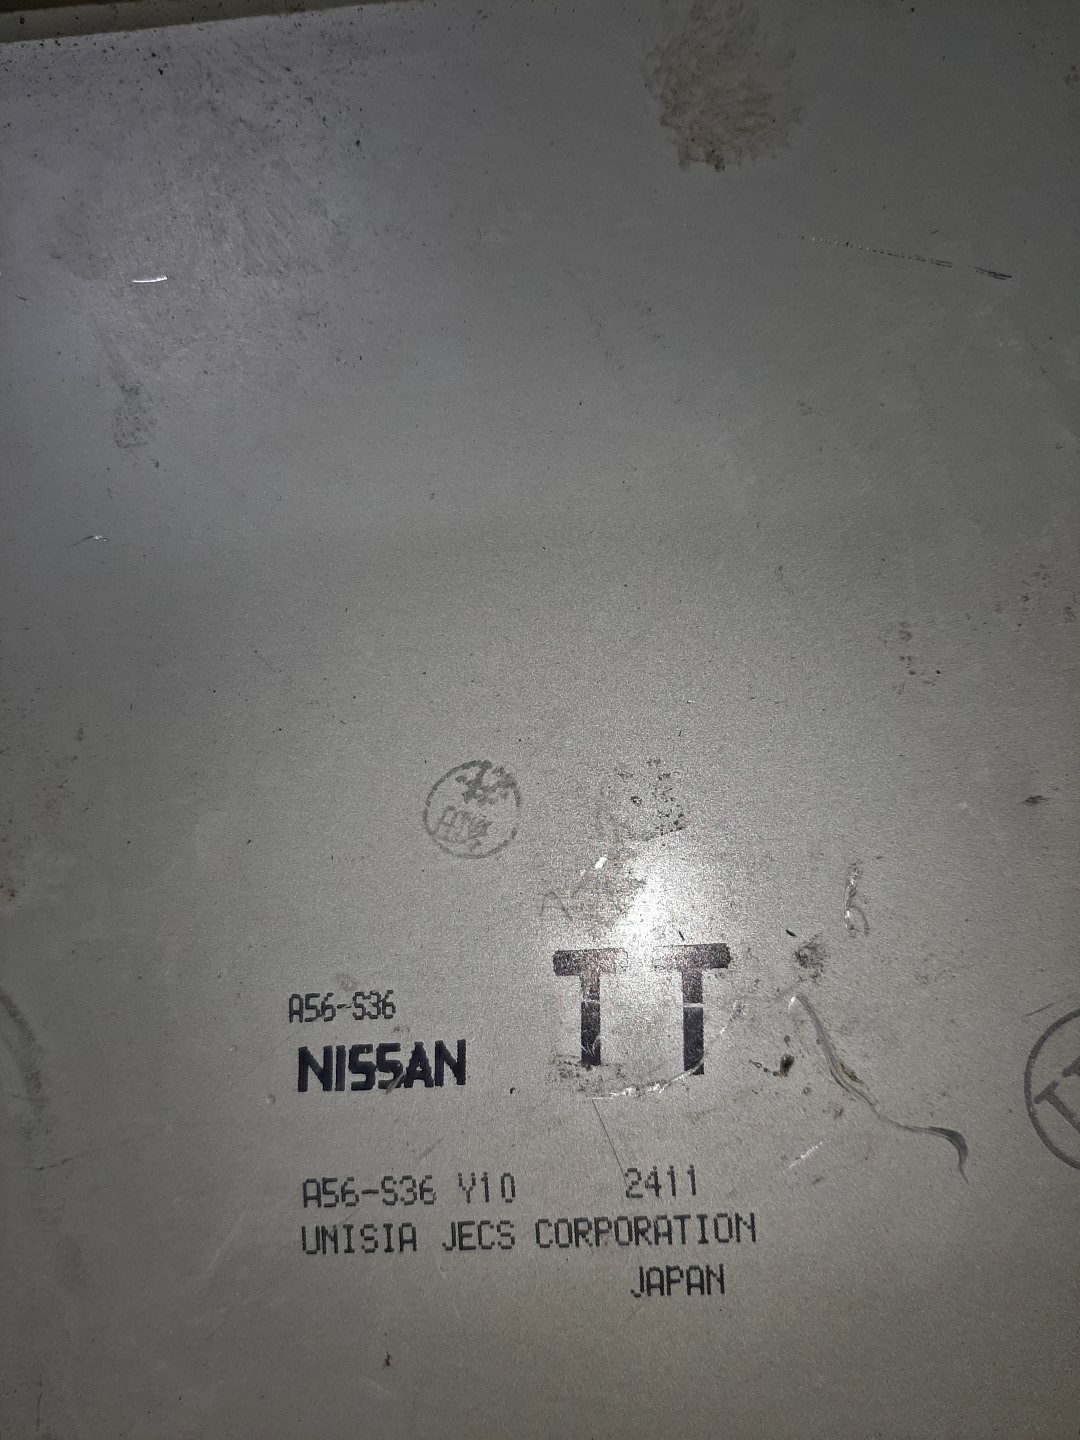 TT
A56-S36
NISSAN
A56-S36 Y10 2411
UNISIA JECS CORPORATION
JAPAN